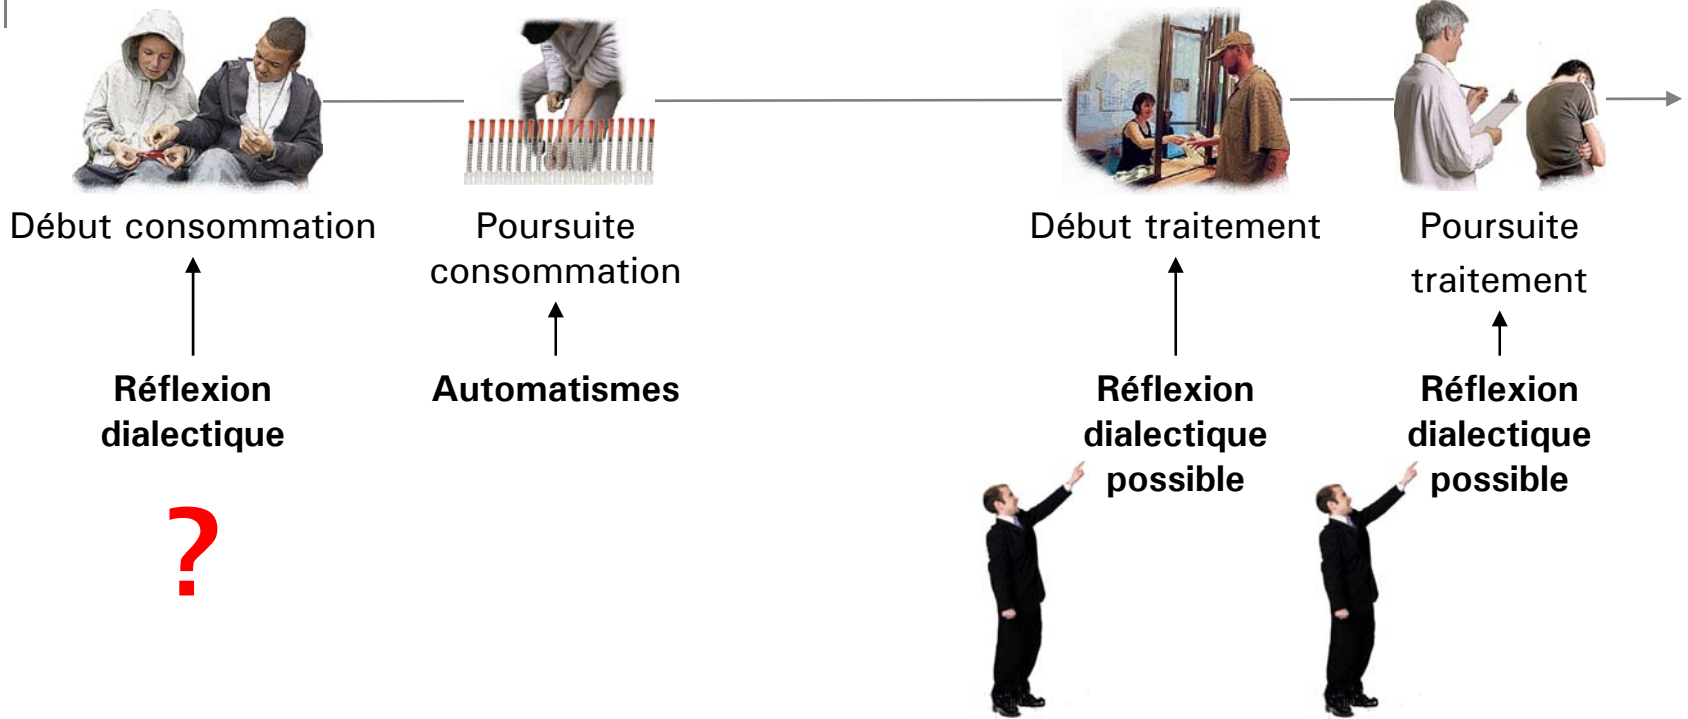 Début consommation
Poursuite
consommation
Début traitement
Poursuite
traitement
Réflexion
dialectique
Automatismes
Réflexion
dialectique
possible
Réflexion
dialectique
possible
?